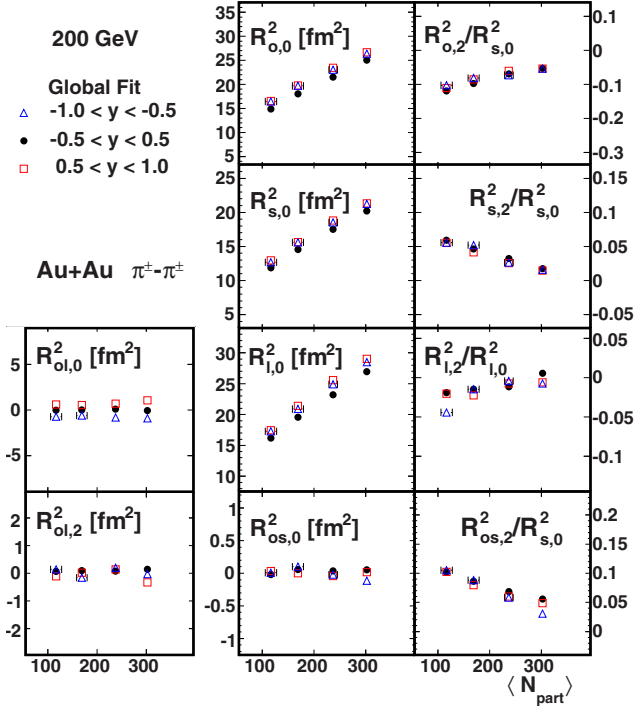 200 GeV
Global Fit
-1.0 < y < -0.5
-0.5 < y < 0.5
0.5 < y < 1.0
Au+Au π±-π±
R²o,0 [fm²]
35
30
25
20
15
10
5
R²o,2/R²s,0
0.1
0
-0.1
-0.2
-0.3
R²s,0 [fm²]
25
20
15
10
5
R²s,2/R²s,0
0.15
0.1
0.05
0
-0.05
R²ol,0 [fm²]
5
0
-5
R²l,0 [fm²]
30
25
20
15
10
R²l,2/R²l,0
0.05
0
-0.05
-0.1
R²ol,2 [fm²]
2
1
0
-1
-2
R²os,0 [fm²]
1
0.5
0
-0.5
-1
R²os,2/R²s,0
0.2
0.15
0.1
0.05
0
100 200 300
100 200 300
100 200 300
⟨ Npart ⟩